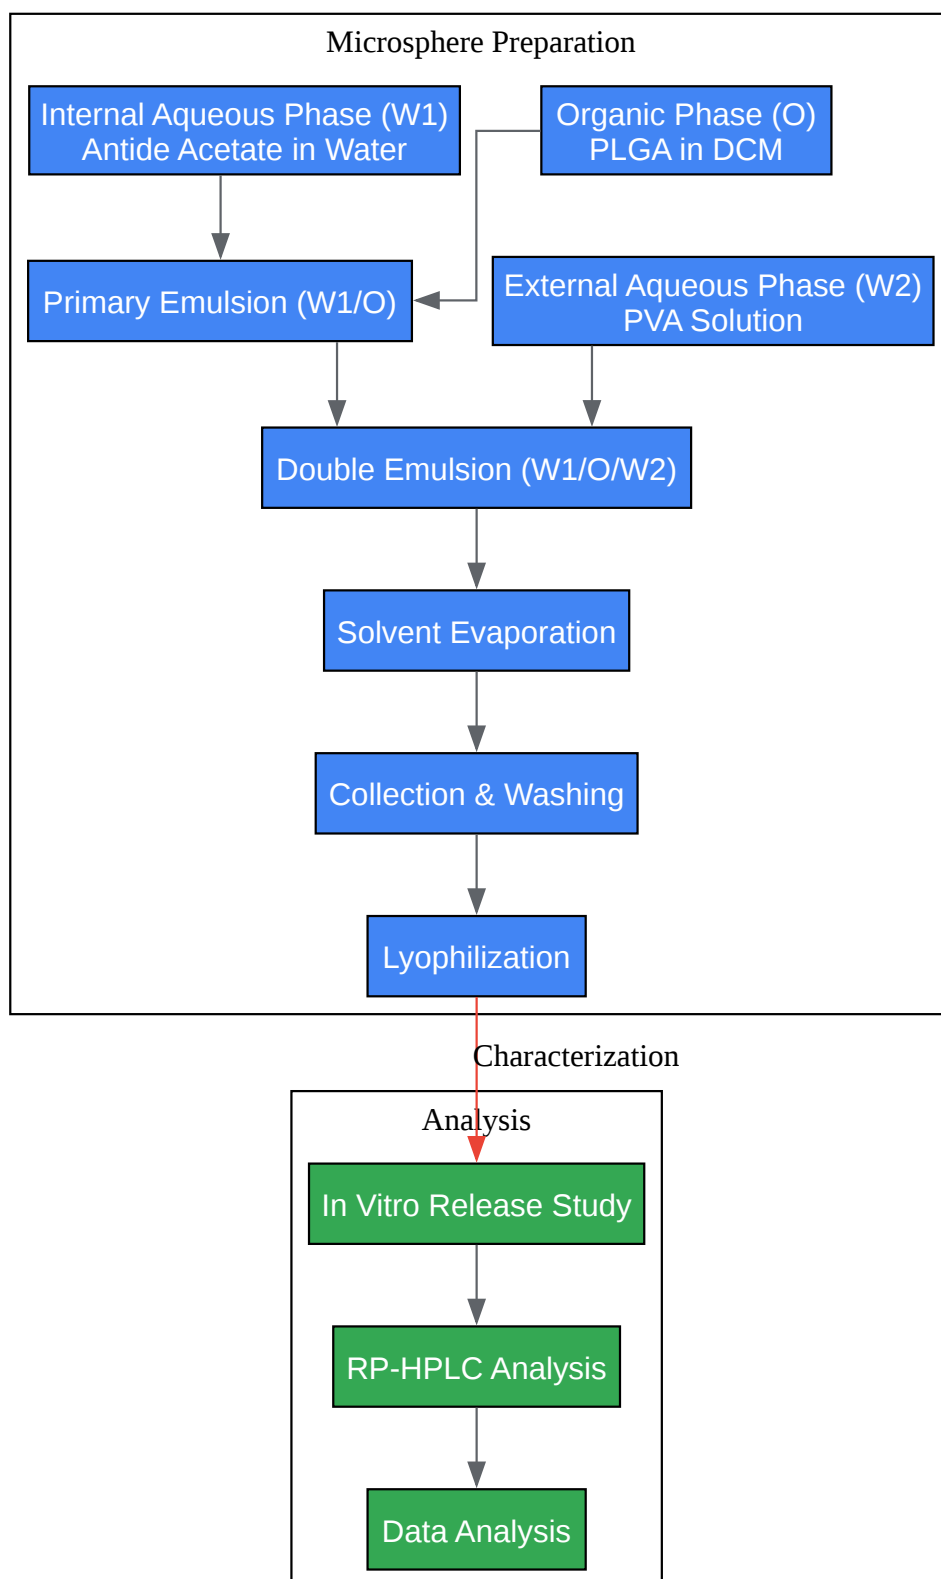 Microsphere Preparation
Internal Aqueous Phase (W1)
Antide Acetate in Water
Organic Phase (O)
PLGA in DCM
Primary Emulsion (W1/O)
External Aqueous Phase (W2)
PVA Solution
Double Emulsion (W1/O/W2)
Solvent Evaporation
Collection & Washing
Lyophilization
Characterization
Analysis
In Vitro Release Study
RP-HPLC Analysis
Data Analysis